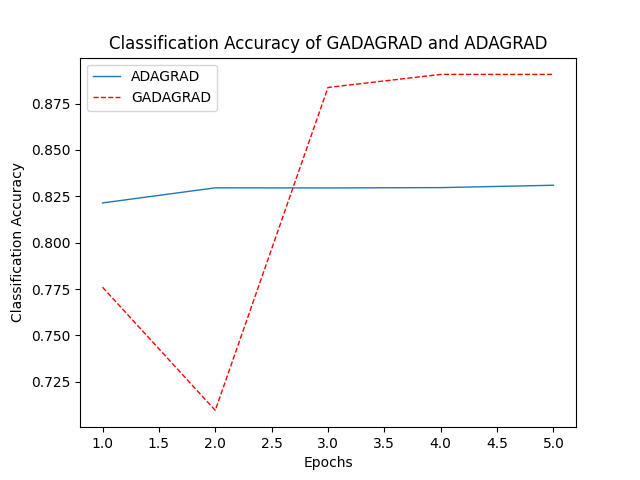 Classification Accuracy of GADAGRAD and ADAGRAD
ADAGRAD
GADAGRAD
0.875
0.850
0.825
0.800
0.775
0.750
0.725
Classification Accuracy
1.0 1.5 2.0 2.5 3.0 3.5 4.0 4.5 5.0
Epochs